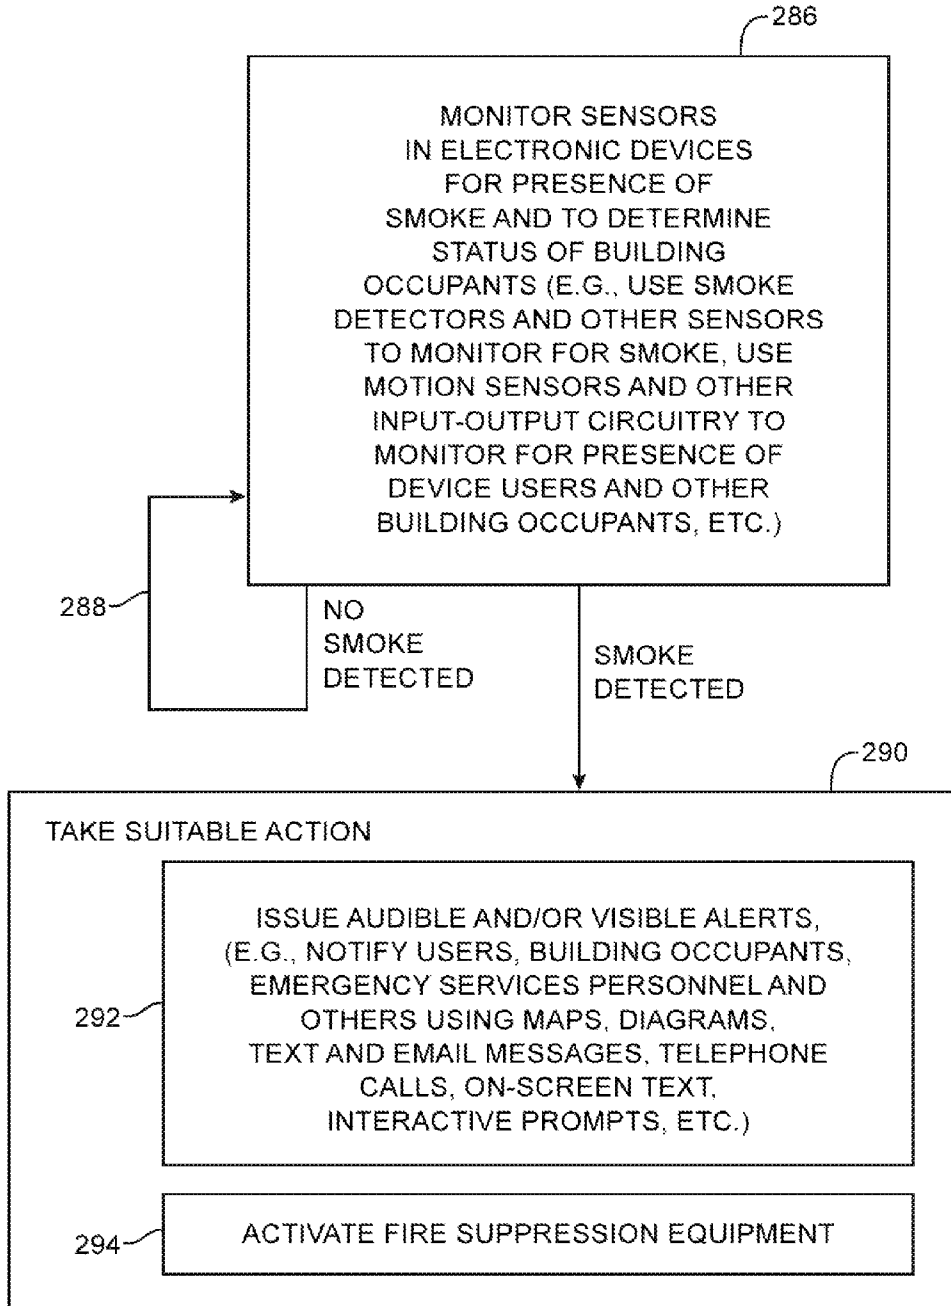 286
MONITOR SENSORS
IN ELECTRONIC DEVICES
FOR PRESENCE OF
SMOKE AND TO DETERMINE
STATUS OF BUILDING
OCCUPANTS (E.G., USE SMOKE
DETECTORS AND OTHER SENSORS
TO MONITOR FOR SMOKE, USE
MOTION SENSORS AND OTHER
INPUT-OUTPUT CIRCUITRY TO
MONITOR FOR PRESENCE OF
DEVICE USERS AND OTHER
BUILDING OCCUPANTS, ETC.)
288
NO
SMOKE
DETECTED
SMOKE
DETECTED
290
TAKE SUITABLE ACTION
ISSUE AUDIBLE AND/OR VISIBLE ALERTS,
(E.G., NOTIFY USERS, BUILDING OCCUPANTS,
EMERGENCY SERVICES PERSONNEL AND
OTHERS USING MAPS, DIAGRAMS,
TEXT AND EMAIL MESSAGES, TELEPHONE
CALLS, ON-SCREEN TEXT,
INTERACTIVE PROMPTS, ETC.)
292
ACTIVATE FIRE SUPPRESSION EQUIPMENT
294